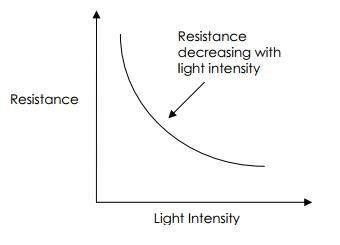 Resistance
decreasing with
light intensity
Resistance
Light Intensity